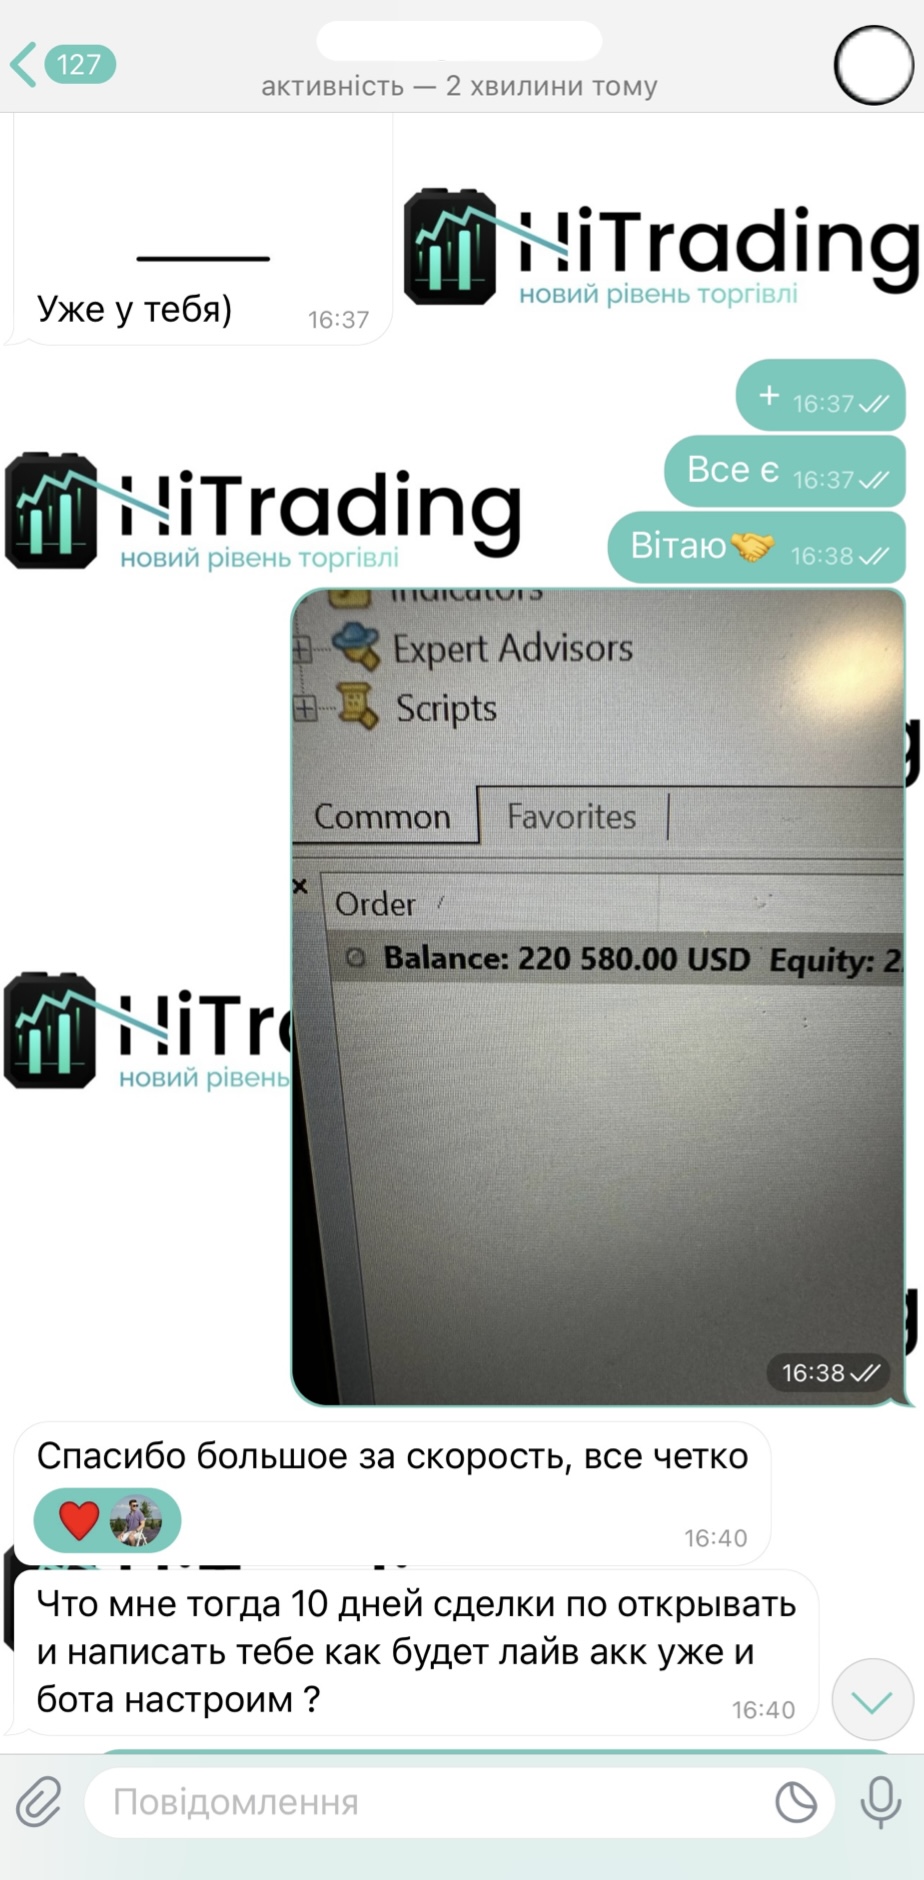 127
активність — 2 хвилини тому
HiTrading
новий рівень торгівлі
Уже у тебя)
16:37
+ 16:37
Все є 16:37
HiTrading
новий рівень торгівлі
Вітаю🤝 16:38
Indicators
Expert Advisors
Scripts
Common Favorites
Order
Balance: 220 580.00 USD Equity: 2
HiTr
новий рівень
16:38
Спасибо большое за скорость, все четко
❤️
16:40
Что мне тогда 10 дней сделки по открывать
и написать тебе как будет лайв акк уже и
бота настроим ?
16:40
Повідомлення